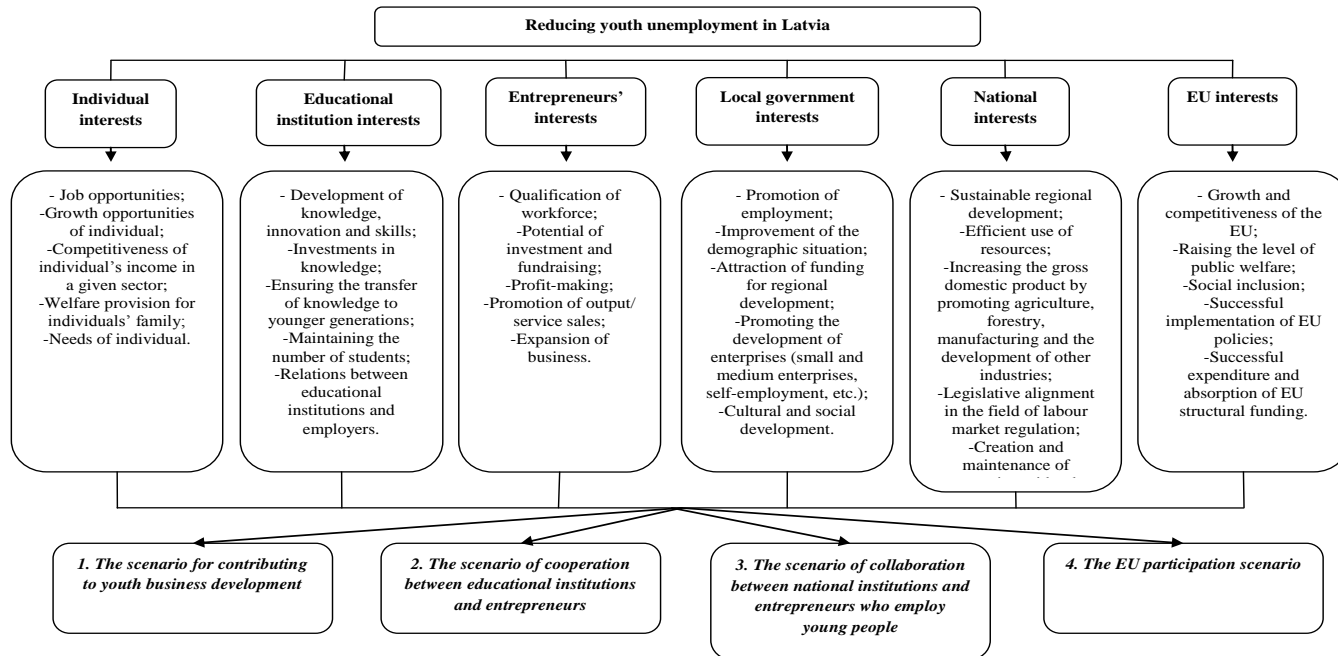 Reducing youth unemployment in Latvia
Individual
interests
Educational
institution interests
Entrepreneurs’
interests
Local government
interests
National
interests
EU interests
- Job opportunities;
-Growth opportunities
of individual;
-Competitiveness of
individual’s income in
a given sector;
-Welfare provision for
individuals’ family;
-Needs of individual.
- Development of
knowledge,
innovation and skills;
-Investments in
knowledge;
-Ensuring the transfer
of knowledge to
younger generations;
-Maintaining the
number of students;
-Relations between
educational
institutions and
employers.
- Qualification of
workforce;
-Potential of
investment and
fundraising;
-Profit-making;
-Promotion of output/
service sales;
-Expansion of
business.
- Promotion of
employment;
-Improvement of the
demographic situation;
-Attraction of funding
for regional
development;
-Promoting the
development of
enterprises (small and
medium enterprises,
self-employment, etc.);
-Cultural and social
development.
- Sustainable regional
development;
-Efficient use of
resources;
-Increasing the gross
domestic product by
promoting agriculture,
forestry,
manufacturing and the
development of other
industries;
-Legislative alignment
in the field of labour
market regulation;
-Creation and
maintenance of
- Growth and
competitiveness of the
EU;
-Raising the level of
public welfare;
-Social inclusion;
-Successful
implementation of EU
policies;
-Successful
expenditure and
absorption of EU
structural funding.
1. The scenario for contributing
to youth business development
2. The scenario of cooperation
between educational institutions
and entrepreneurs
3. The scenario of collaboration
between national institutions and
entrepreneurs who employ
young people
4. The EU participation scenario